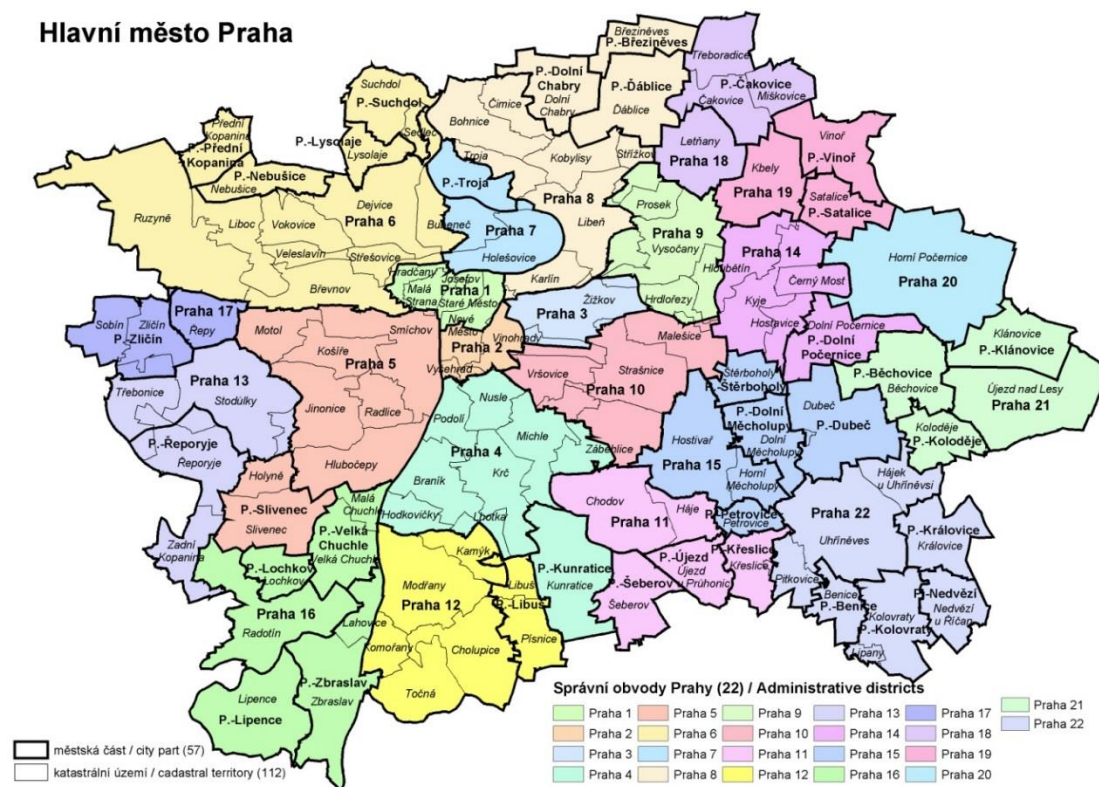 Hlavní město Praha
Březiněves
P.-Březiněves
Třeboradice
P.-Dolní
Chabry
Dolní
Chabry
P.-Ďáblice
Ďáblice
P.-Čakovice
Čakovice
Miškovice
Suchdol
P.-Suchdol
Sedlec
P.-Lysolaje
Lysolaje
Čimice
Bohnice
Troja
P.-Troja
Kobylisy
Střížkov
Praha 8
Libeň
Karlín
Letňany
Praha 18
Vinoř
P.-Vinoř
Kbely
Praha 19
Satalice
P.-Satalice
Přední
Kopanina
P.-Přední
Kopanina
P.-Nebušice
Nebušice
Ruzyně
Liboc
Vokovice
Dejvice
Praha 6
Bubeneč
Veleslavín
Střešovice
Břevnov
Praha 7
Holešovice
Prosek
Praha 9
Vysočany
Hrdlořezy
Hloubětín
Praha 14
Černý Most
Kyje
Hostavice
Horní Počernice
Praha 20
Dolní Počernice
P.-Dolní
Počernice
Hradčany
Josefov
Malá
Strana
Praha 1
Staré Město
Nové
Město
Praha 2
Vinohrady
Vyšehrad
Žižkov
Praha 3
Malešice
Strašnice
Vršovice
Praha 10
Záběhlice
Praha 17
Řepy
Sobín
Zličín
P.-Zličín
Motol
Smíchov
Košíře
Praha 5
Jinonice
Radlice
Hlubočepy
Praha 13
Třebonice
Stodůlky
P.-Řeporyje
Řeporyje
Zadní
Kopanina
Holyně
P.-Slivenec
Slivenec
Nusle
Podolí
Michle
Praha 4
Krč
Braník
Hodkovičky
Lhotka
Štěrboholy
P.-Štěrboholy
P.-Dolní
Měcholupy
Dolní
Měcholupy
Hostivař
Praha 15
Horní
Měcholupy
P.-Petrovice
Petrovice
Dubeč
P.-Dubeč
P.-Běchovice
Běchovice
Klánovice
P.-Klánovice
Újezd nad Lesy
Praha 21
Koloděje
P.-Koloděje
Hájek
u Uhříněvsi
Praha 22
Uhříněves
Pitkovice
P.-Královice
Královice
P.-Nedvězí
Nedvězí
u Říčan
Benice
P.-Benice
Kolovraty
P.-Kolovraty
Lipany
Chodov
Háje
Praha 11
P.-Újezd
Újezd
u Průhonic
P.-Křeslice
Křeslice
P.-Šeberov
Šeberov
P.-Kunratice
Kunratice
Malá
Chuchle
P.-Velká
Chuchle
Velká Chuchle
P.-Lochkov
Lochkov
Praha 16
Radotín
Lahovice
P.-Zbraslav
Zbraslav
Lipence
P.-Lipence
Kamýk
Modřany
Praha 12
Komořany
Cholupice
Točná
Libuš
P.-Libuš
Písnice
Správní obvody Prahy (22) / Administrative districts
Praha 1
Praha 2
Praha 3
Praha 4
Praha 5
Praha 6
Praha 7
Praha 8
Praha 9
Praha 10
Praha 11
Praha 12
Praha 13
Praha 14
Praha 15
Praha 16
Praha 17
Praha 18
Praha 19
Praha 20
Praha 21
Praha 22
městská část / city part (57)
katastrální území / cadastral territory (112)